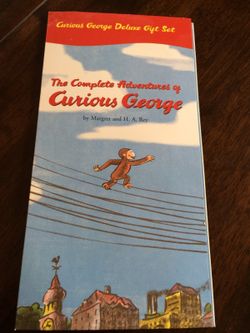 Curious George Deluxe Gift Set
The Complete Adventures of
Curious George
by Margret and H. A. Rey